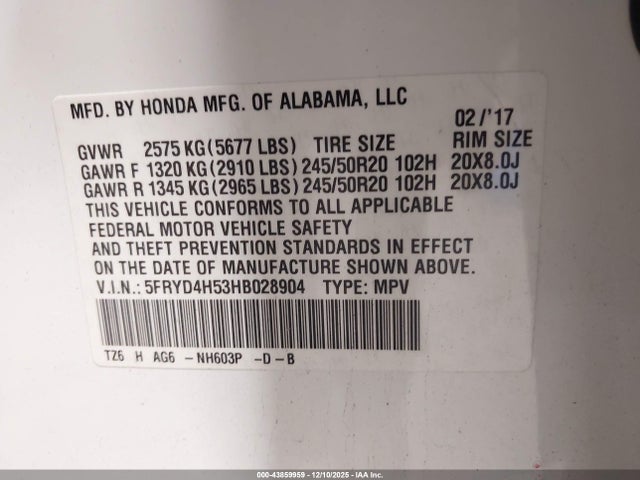 MFD. BY HONDA MFG. OF ALABAMA, LLC 02/'17
GVWR 2575 KG (5677 LBS) TIRE SIZE RIM SIZE
GAWR F 1320 KG (2910 LBS) 245/50R20 102H 20X8.0J
GAWR R 1345 KG (2965 LBS) 245/50R20 102H 20X8.0J
THIS VEHICLE CONFORMS TO ALL APPLICABLE
FEDERAL MOTOR VEHICLE SAFETY
AND THEFT PREVENTION STANDARDS IN EFFECT
ON THE DATE OF MANUFACTURE SHOWN ABOVE.
V.I.N.: 5FRYD4H53HB028904 TYPE: MPV
TZ6 H AG6 -NH603P -D-B
000-43859959 - 12/10/2025 - IAA Inc.